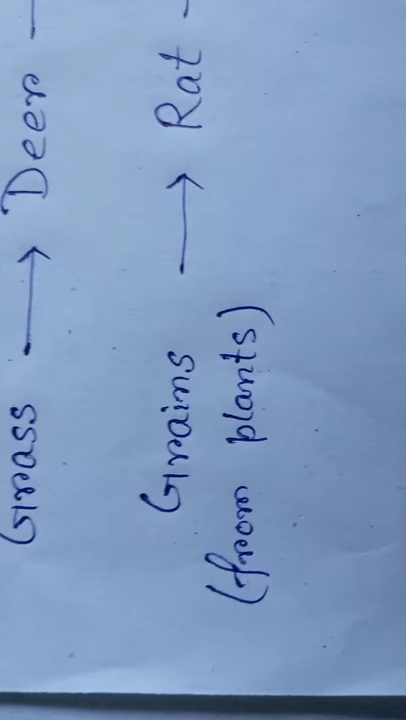 Grass → Deer –
Grains → Rat –
(from plants)